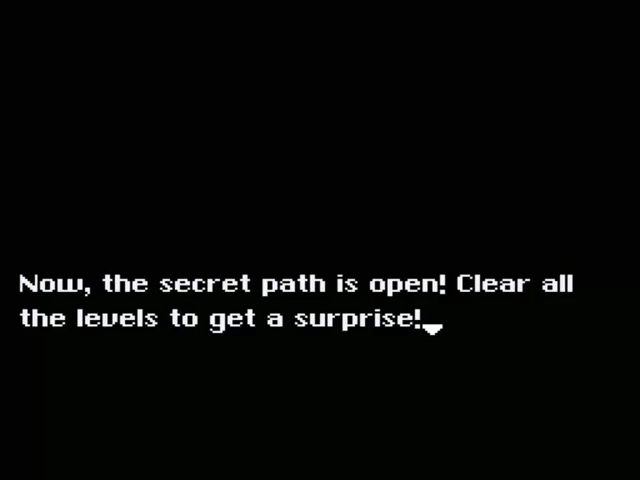 Now, the secret path is open! Clear all
the levels to get a surprise!